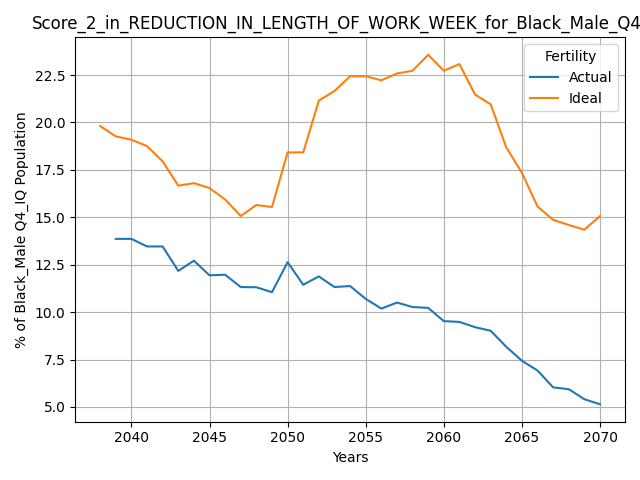 Score_2_in_REDUCTION_IN_LENGTH_OF_WORK_WEEK_for_Black_Male_Q4
Fertility
Actual
Ideal
% of Black_Male Q4_IQ Population
22.5
20.0
17.5
15.0
12.5
10.0
7.5
5.0
2040 2045 2050 2055 2060 2065 2070
Years